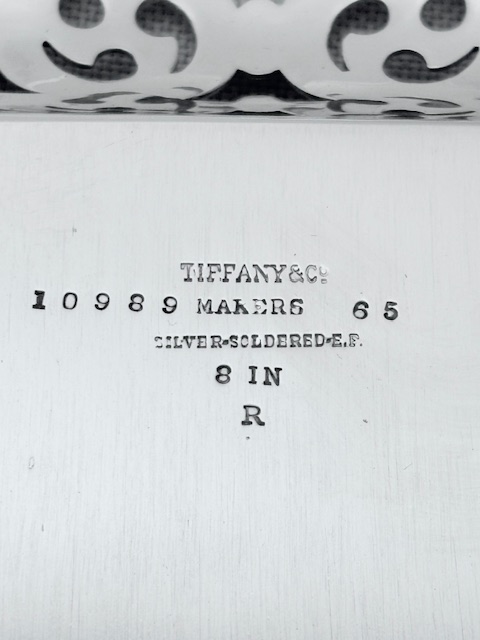 TIFFANY&Co
10989 MAKERS 65
SILVER-SOLDERED-E.P.
8 IN
R